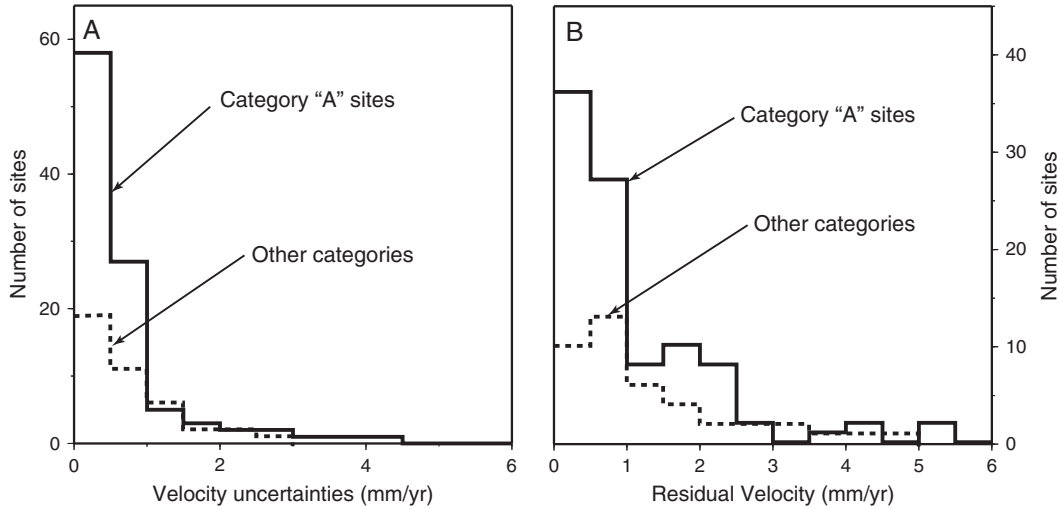 A
B
60
40
20
0
Number of sites
Category “A” sites
Other categories
0
2
4
6
Velocity uncertainties (mm/yr)
Category “A” sites
Other categories
40
30
20
10
0
Number of sites
0
1
2
3
4
5
6
Residual Velocity (mm/yr)